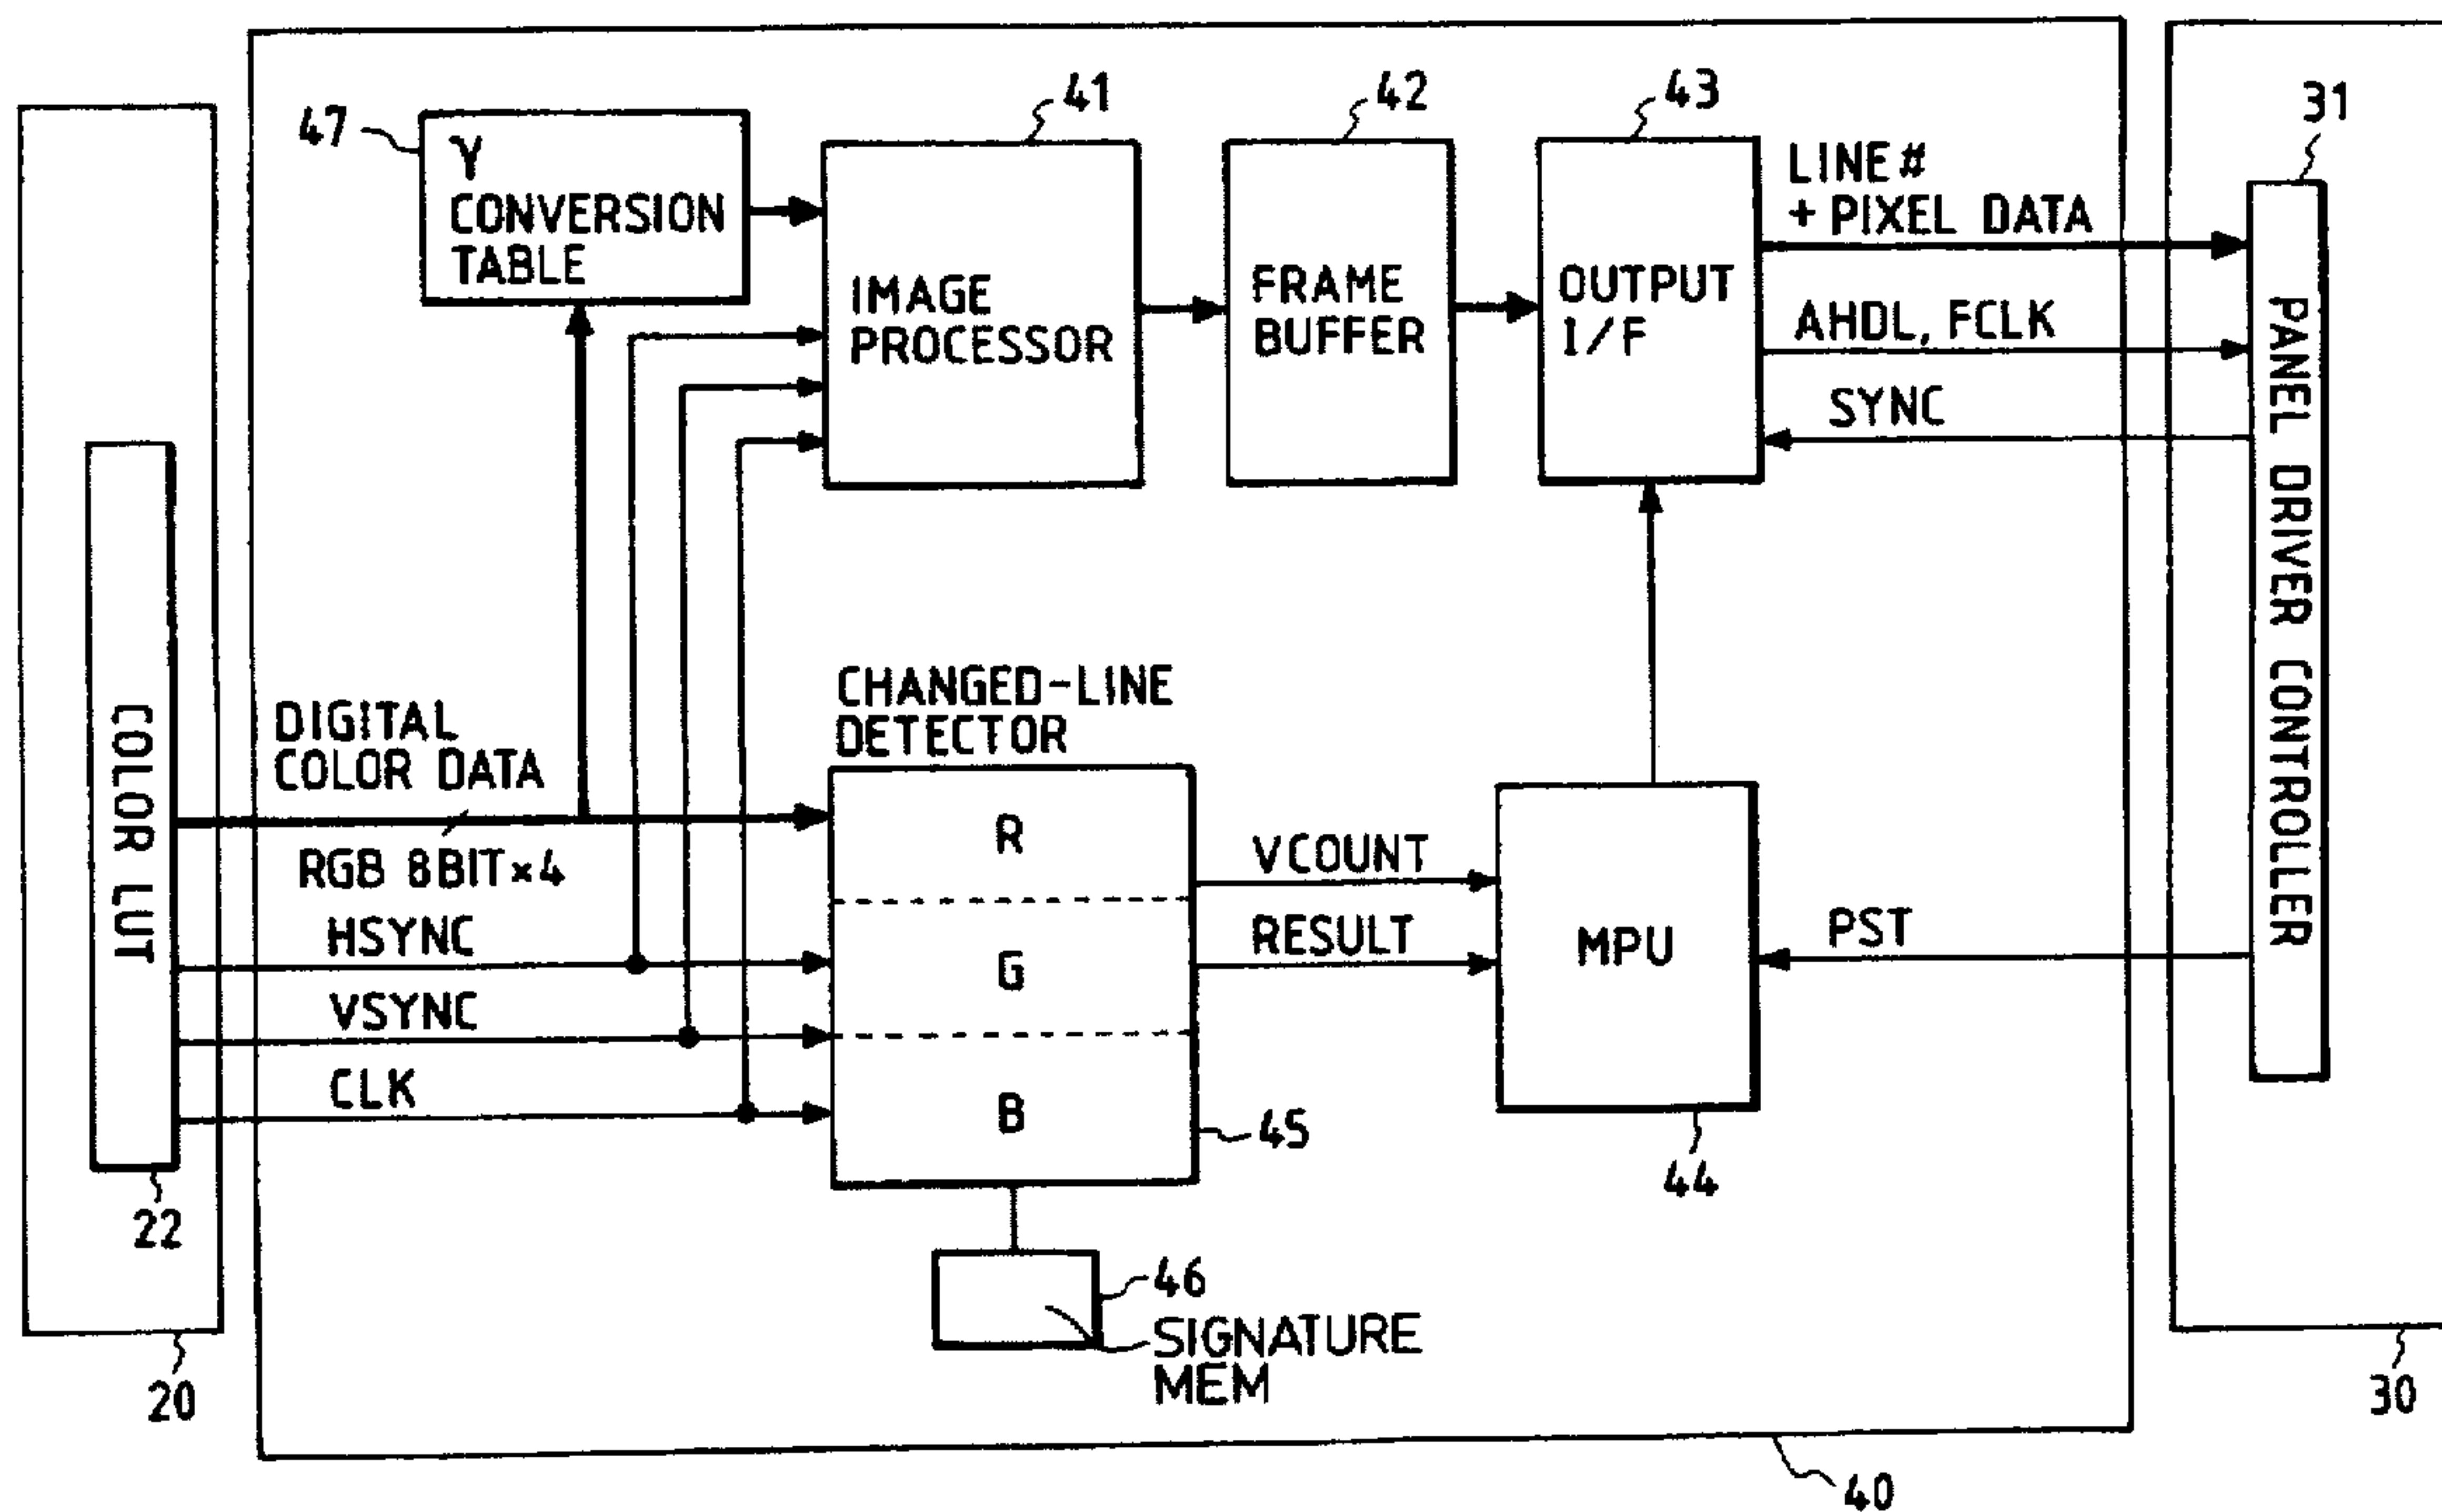 47
γ
CONVERSION
TABLE
41
IMAGE
PROCESSOR
42
FRAME
BUFFER
43
OUTPUT
I/F
LINE#
+ PIXEL DATA
AHDL, FCLK
SYNC
31
PANEL DRIVER CONTROLLER
COLOR LUT
DIGITAL
COLOR DATA
RGB 8BIT×4
HSYNC
VSYNC
CLK
CHANGED-LINE
DETECTOR
R
G
B
45
VCOUNT
RESULT
MPU
PST
44
22
20
46
SIGNATURE
MEM
30
40